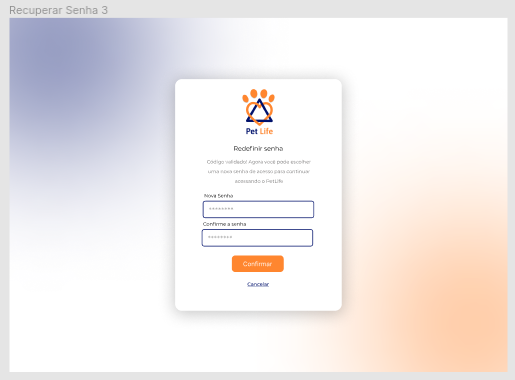 Recuperar Senha 3
Pet Life
Redefinir senha
Código validado! Agora você pode escolher
uma nova senha de acesso para continuar
acessando o PetLife
Nova Senha
********
Confirme a senha
********
Confirmar
Cancelar